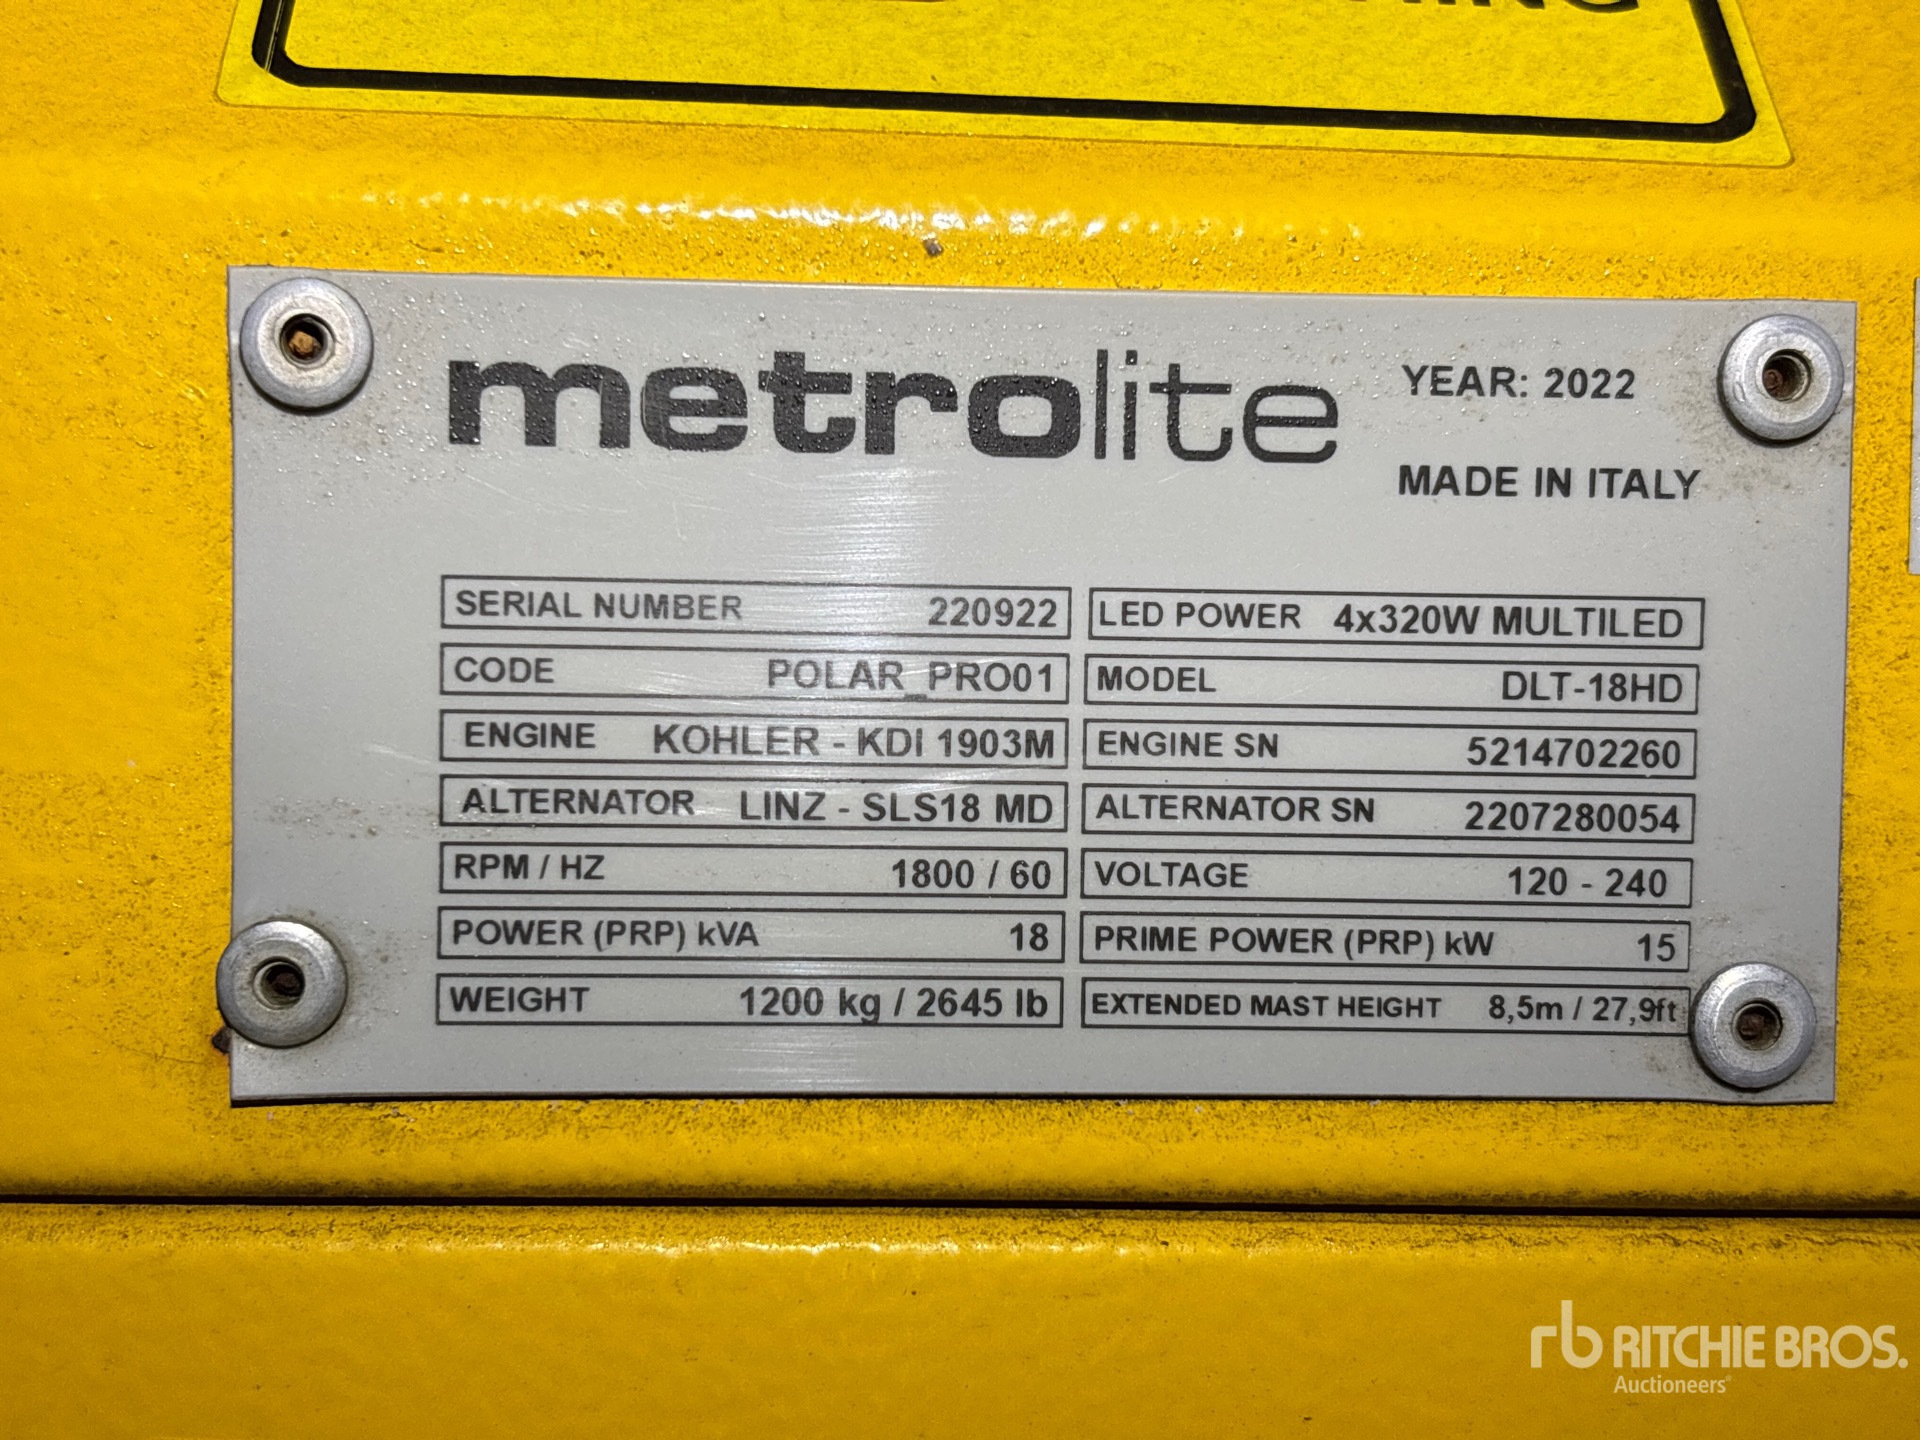 metrolite
YEAR: 2022
MADE IN ITALY
SERIAL NUMBER 220922
LED POWER 4x320W MULTILED
CODE POLAR_PRO01
MODEL DLT-18HD
ENGINE KOHLER - KDI 1903M
ENGINE SN 5214702260
ALTERNATOR LINZ - SLS18 MD
ALTERNATOR SN 2207280054
RPM / HZ 1800 / 60
VOLTAGE 120 - 240
POWER (PRP) kVA 18
PRIME POWER (PRP) kW 15
WEIGHT 1200 kg / 2645 lb
EXTENDED MAST HEIGHT 8,5m / 27,9ft
rb RITCHIE BROS.
Auctioneers